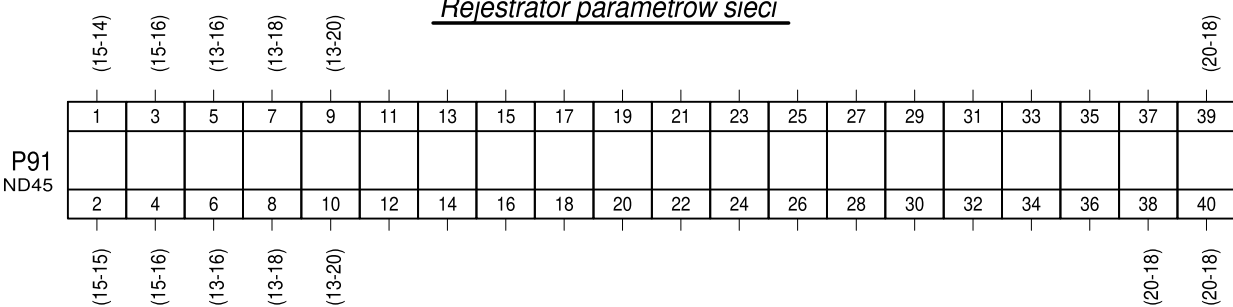 Rejestrator parametrów sieci
(15-14) (15-16) (13-16) (13-18) (13-20) (20-18)
1 3 5 7 9 11 13 15 17 19 21 23 25 27 29 31 33 35 37 39
P91
ND45
2 4 6 8 10 12 14 16 18 20 22 24 26 28 30 32 34 36 38 40
(15-15) (15-16) (13-16) (13-18) (13-20) (20-18) (20-18)